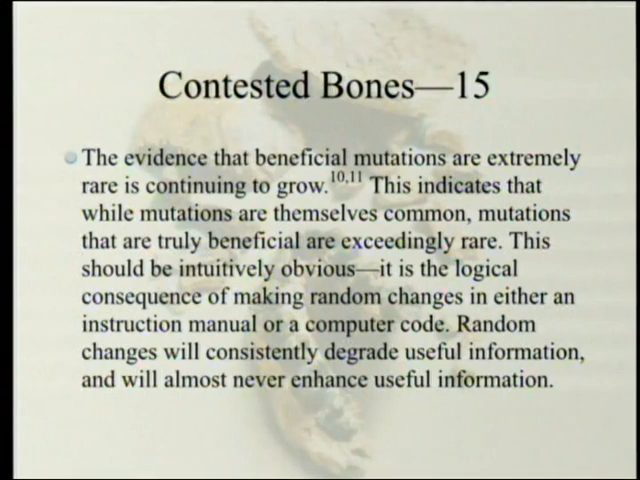 Contested Bones—15
The evidence that beneficial mutations are extremely
rare is continuing to grow.10,11 This indicates that
while mutations are themselves common, mutations
that are truly beneficial are exceedingly rare. This
should be intuitively obvious—it is the logical
consequence of making random changes in either an
instruction manual or a computer code. Random
changes will consistently degrade useful information,
and will almost never enhance useful information.